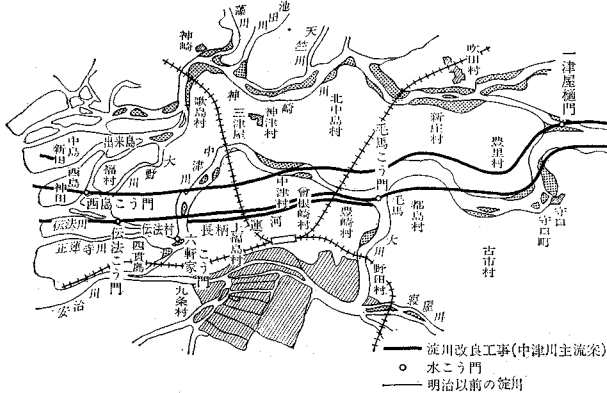 神崎
藻川
池田川
天竺川
吹田村
一津屋樋門
神崎川
歌島村
三津屋
神津村
北中島村
新庄村
豊里村
毛馬こう門
中島
新田
出来島
西島
福村
大野川
中津川
神田
西島こう門
中津村
曾根崎村
豊崎村
毛馬
都島村
守口
守口町
伝法川
伝法村
長柄運河
正蓮寺川
伝法こう門
四貫島
六軒家
こう門
上福島村
大川
野田村
古市村
安治川
九条村
寝屋川
淀川改良工事(中津川主流案)
水こう門
明治以前の淀川